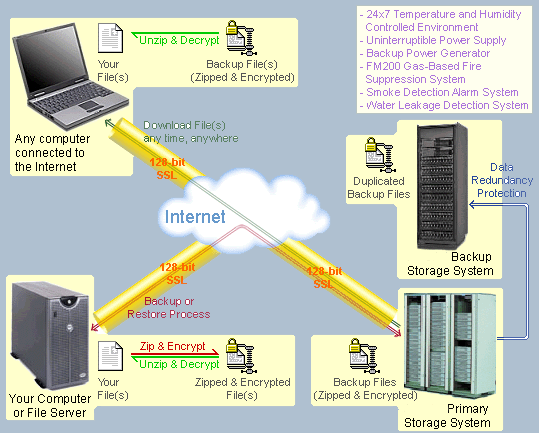 Unzip & Decrypt
Your
File(s)
Backup File(s)
(Zipped & Encrypted)
- 24x7 Temperature and Humidity
Controlled Environment
- Uninterruptible Power Supply
- Backup Power Generator
- FM200 Gas-Based Fire
Suppression System
- Smoke Detection Alarm System
- Water Leakage Detection System
Any computer
connected to
the Internet
Download File(s)
any time, anywhere
128-bit
SSL
Duplicated
Backup Files
Data
Redundancy
Protection
Internet
Backup
Storage System
128-bit
SSL
128-bit
SSL
Backup or
Restore Process
Zip & Encrypt
Unzip & Decrypt
Your
File(s)
Zipped & Encrypted
File(s)
Backup Files
(Zipped & Encrypted)
Your Computer
or File Server
Primary
Storage System